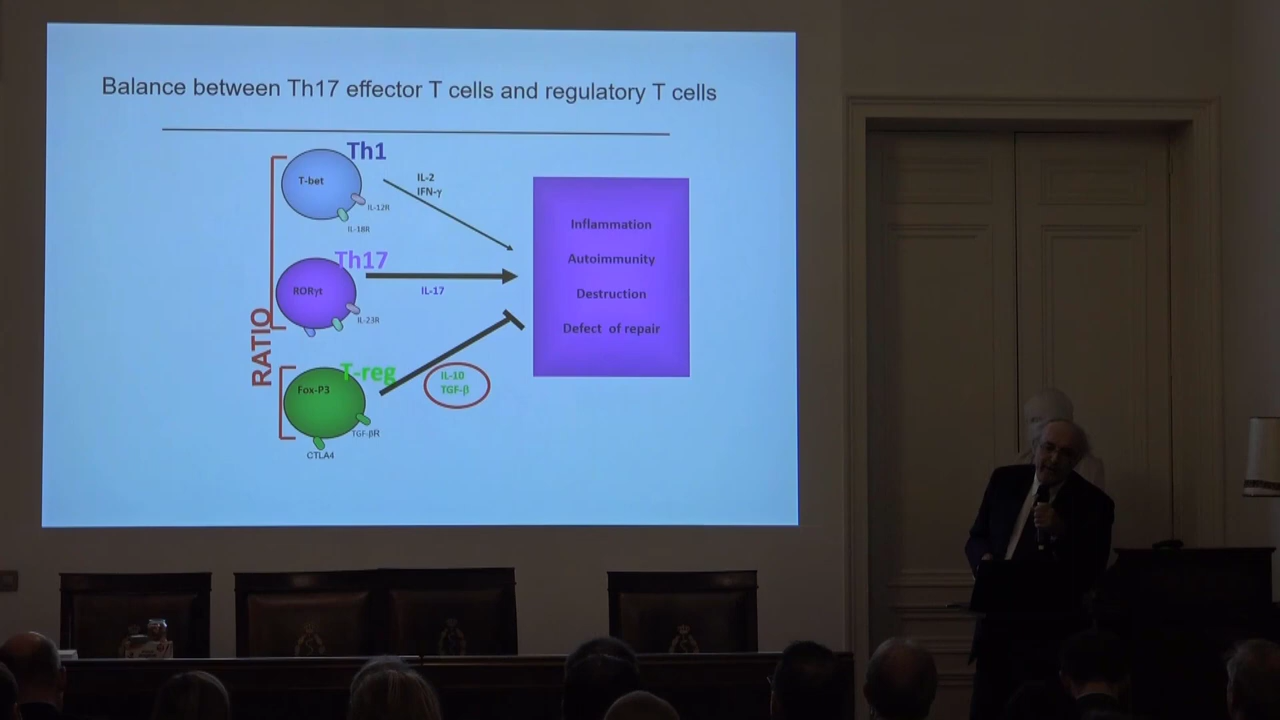 Balance between Th17 effector T cells and regulatory T cells
Th1
T-bet
IL-2
IFN-γ
IL-12R
IL-18R
Inflammation
Autoimmunity
Destruction
Defect of repair
Th17
RORγt
IL-17
IL-23R
RATIO
T-reg
Fox-P3
IL-10
TGF-β
TGF-βR
CTLA4